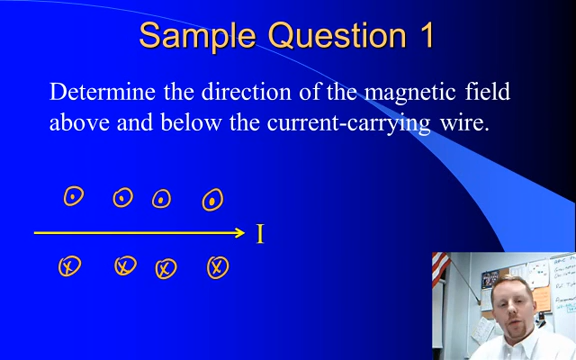 Sample Question 1
Determine the direction of the magnetic field
above and below the current-carrying wire.
I